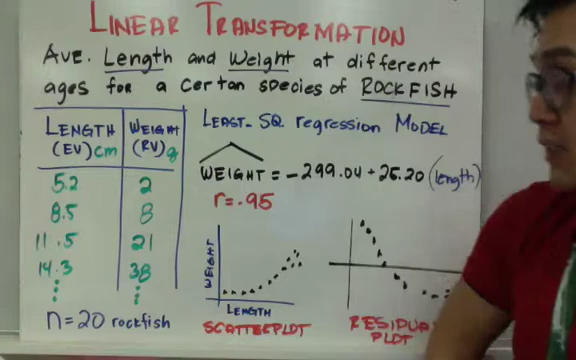 LINEAR TRANSFORMATION
AVE. Length and Weight at different
ages for a certan species of ROCKFISH
LENGTH WEIGHT
(EV) cm (RV) g
5.2 2
8.5 8
11.5 21
14.3 38
n = 20 rockfish
LEAST-SQ. regression MODEL
WEIGHT = -299.04 + 26.20 (length)
r = .95
WEIGHT
LENGTH
SCATTERPLOT
RESIDUA
PLOT